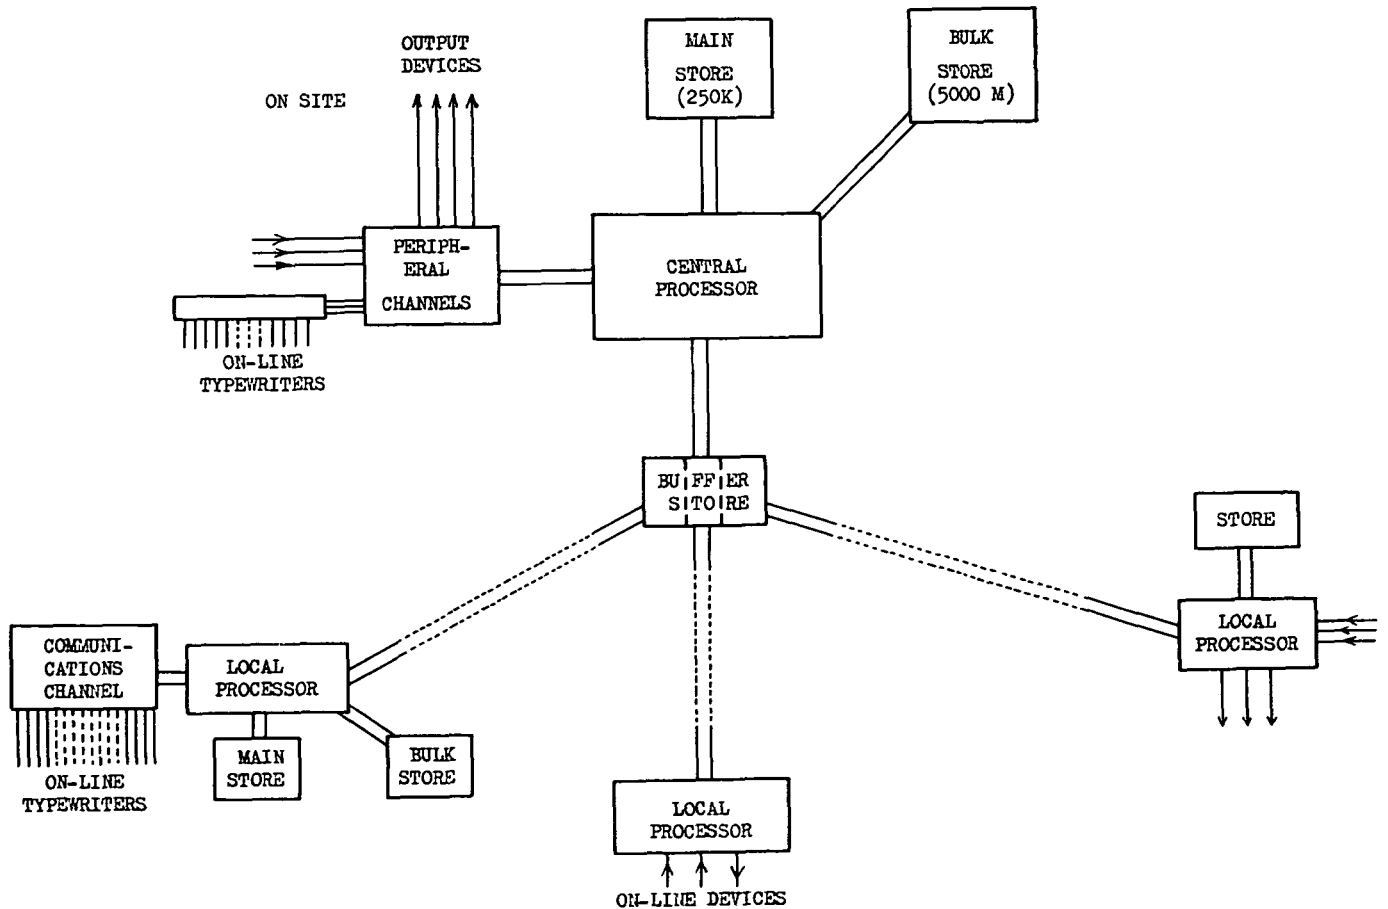 OUTPUT
DEVICES
ON SITE
MAIN
STORE
(250K)
BULK
STORE
(5000 M)
PERIPH-
ERAL
CHANNELS
CENTRAL
PROCESSOR
ON-LINE
TYPEWRITERS
BUFFER
STORE
STORE
LOCAL
PROCESSOR
COMMUNI-
CATIONS
CHANNEL
LOCAL
PROCESSOR
MAIN
STORE
BULK
STORE
ON-LINE
TYPEWRITERS
LOCAL
PROCESSOR
ON-LINE DEVICES